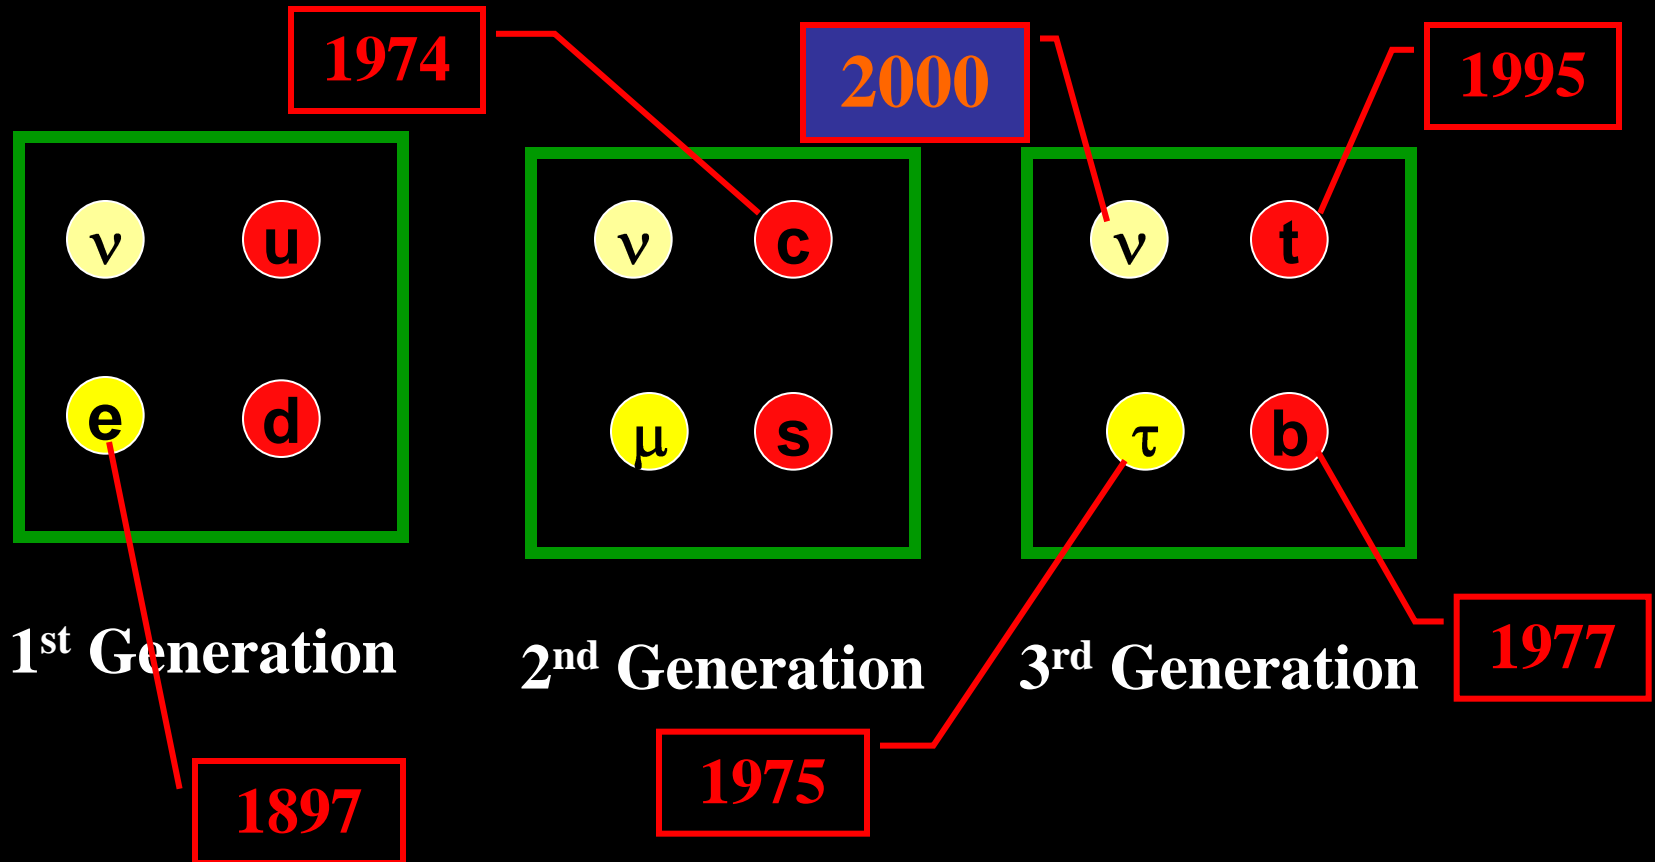 1974
2000
1995
ν u
ν c
ν t
e d
μ s
τ b
1st Generation
2nd Generation
3rd Generation
1977
1975
1897